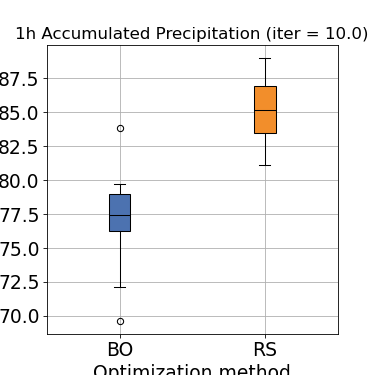 1h Accumulated Precipitation (iter = 10.0)
87.5
85.0
82.5
80.0
77.5
75.0
72.5
70.0
BO RS
Optimization method